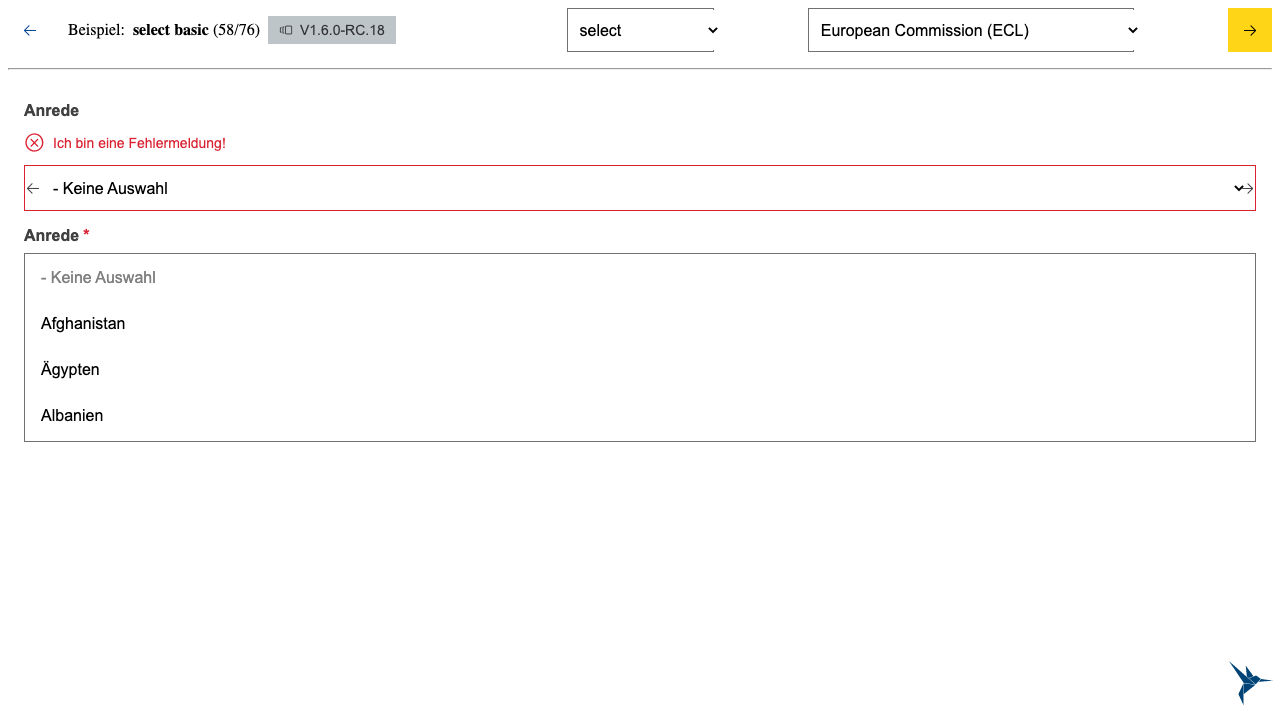 Beispiel: select basic (58/76) V1.6.0-RC.18 select European Commission (ECL)
Anrede
Ich bin eine Fehlermeldung!
- Keine Auswahl
Anrede *
- Keine Auswahl
Afghanistan
Ägypten
Albanien